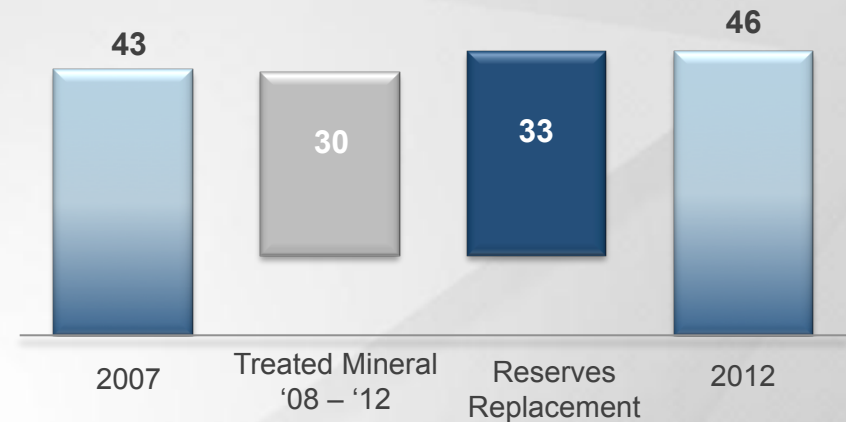 43
46
30
33
2007
Treated Mineral
‘08 – ‘12
Reserves
Replacement
2012